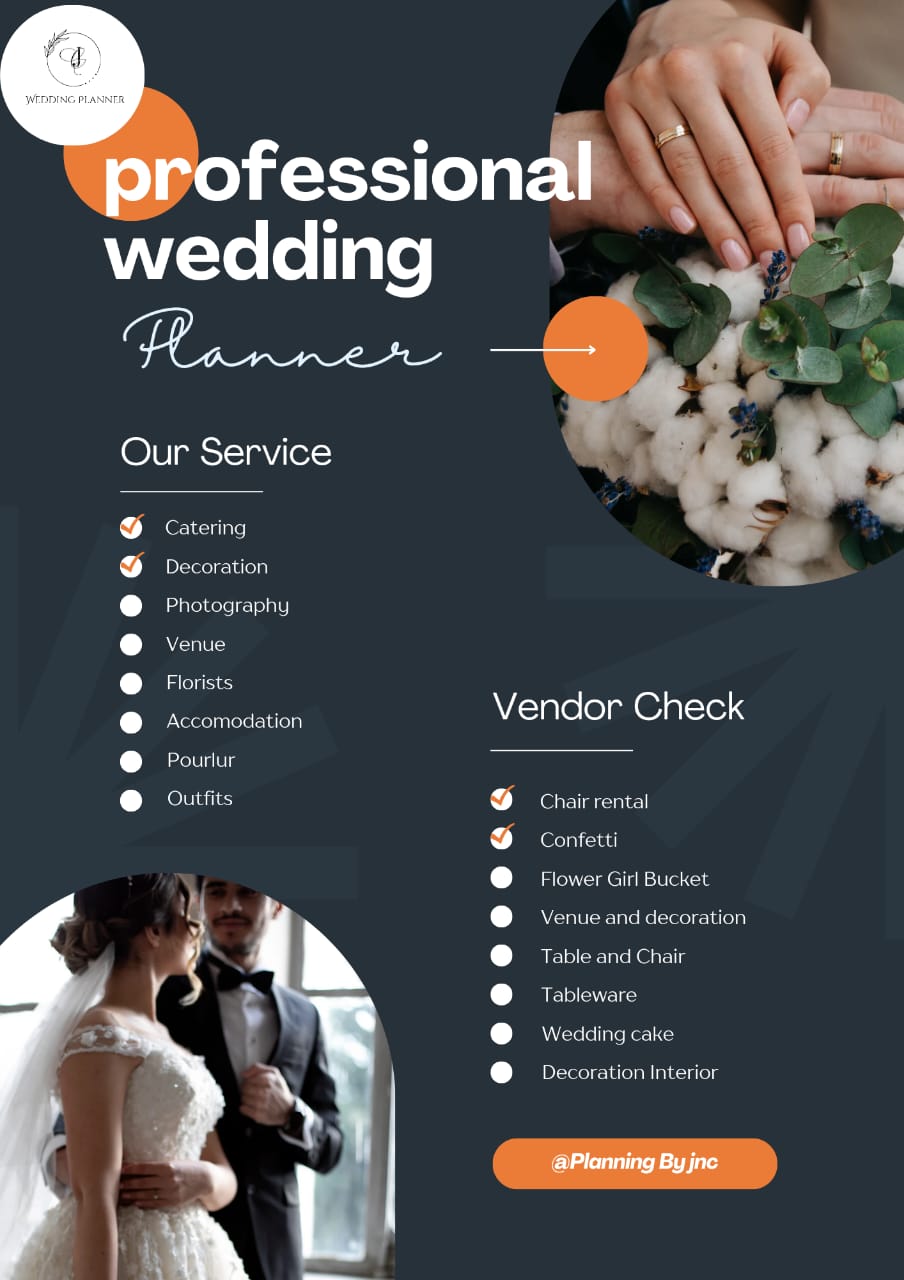 WEDDING PLANNER
professional
wedding
Planner
Our Service
Catering
Decoration
Photography
Venue
Florists
Accomodation
Pourlur
Outfits
Vendor Check
Chair rental
Confetti
Flower Girl Bucket
Venue and decoration
Table and Chair
Tableware
Wedding cake
Decoration Interior
@Planning By jnc